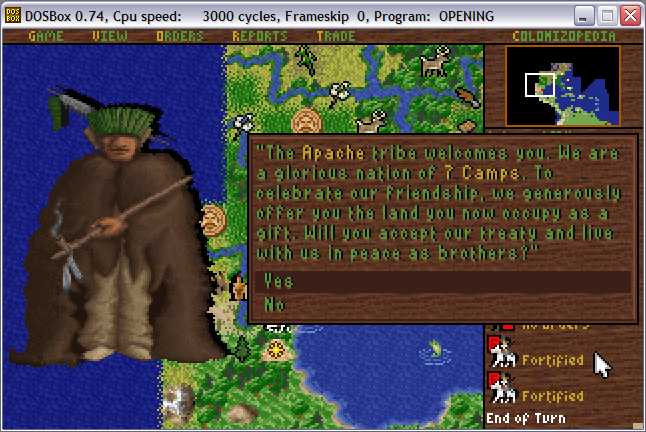 DOSBox 0.74, Cpu speed: 3000 cycles, Frameskip 0, Program: OPENING
GAME VIEW ORDERS REPORTS TRADE COLONIZOPEDIA
"The Apache tribe welcomes you. We are
a glorious nation of 7 Camps. To
celebrate our friendship, we generously
offer you the land you now occupy as a
gift. Will you accept our treaty and live
with us in peace as brothers?"
Yes
No
No Orders
Fortified
Fortified
End of Turn